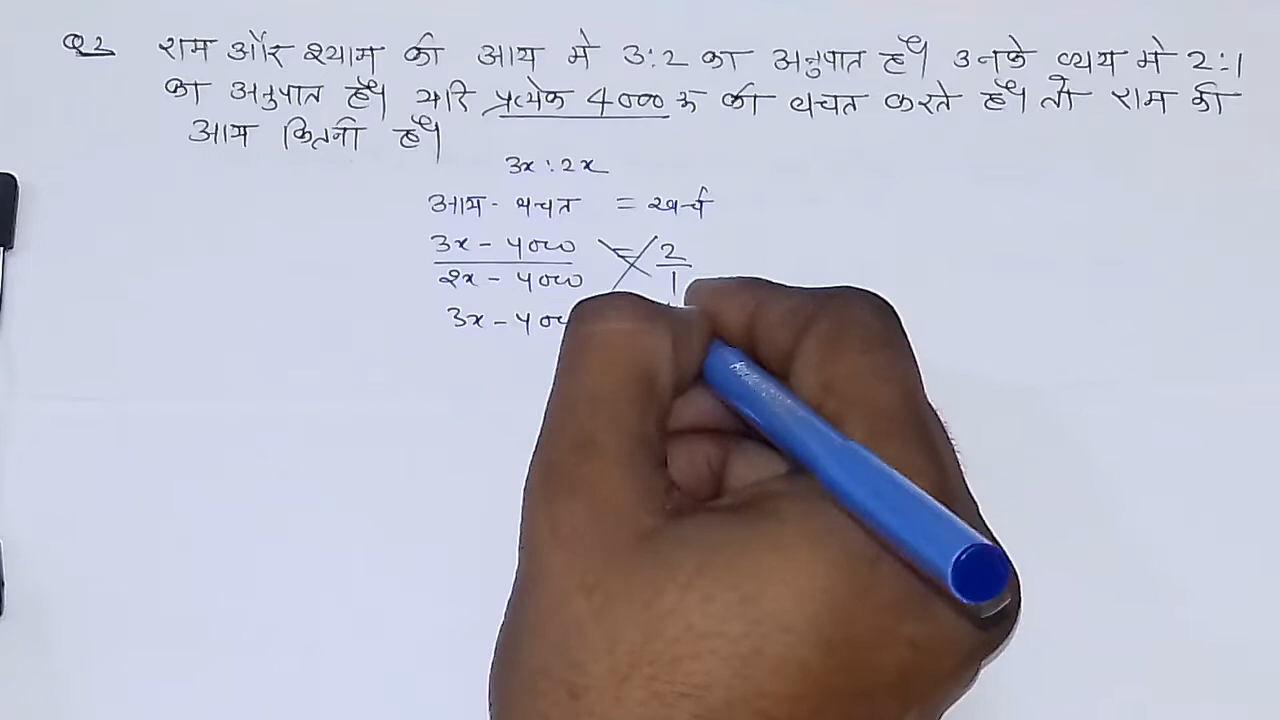 Q2 राम और श्याम की आय मे 3:2 का अनुपात है। उनके व्यय मे 2:1
का अनुपात है। यदि प्रत्येक 4000 रू की बचत करते है। तो राम की
आय कितनी है।
3x : 2x
आय - बचत = खर्च
3x - 4000 = 2
2x - 4000 1
3x - 400